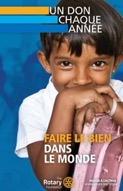 UN DON
CHAQUE
ANNÉE
FAIRE LE BIEN
DANS
LE MONDE
Rotary